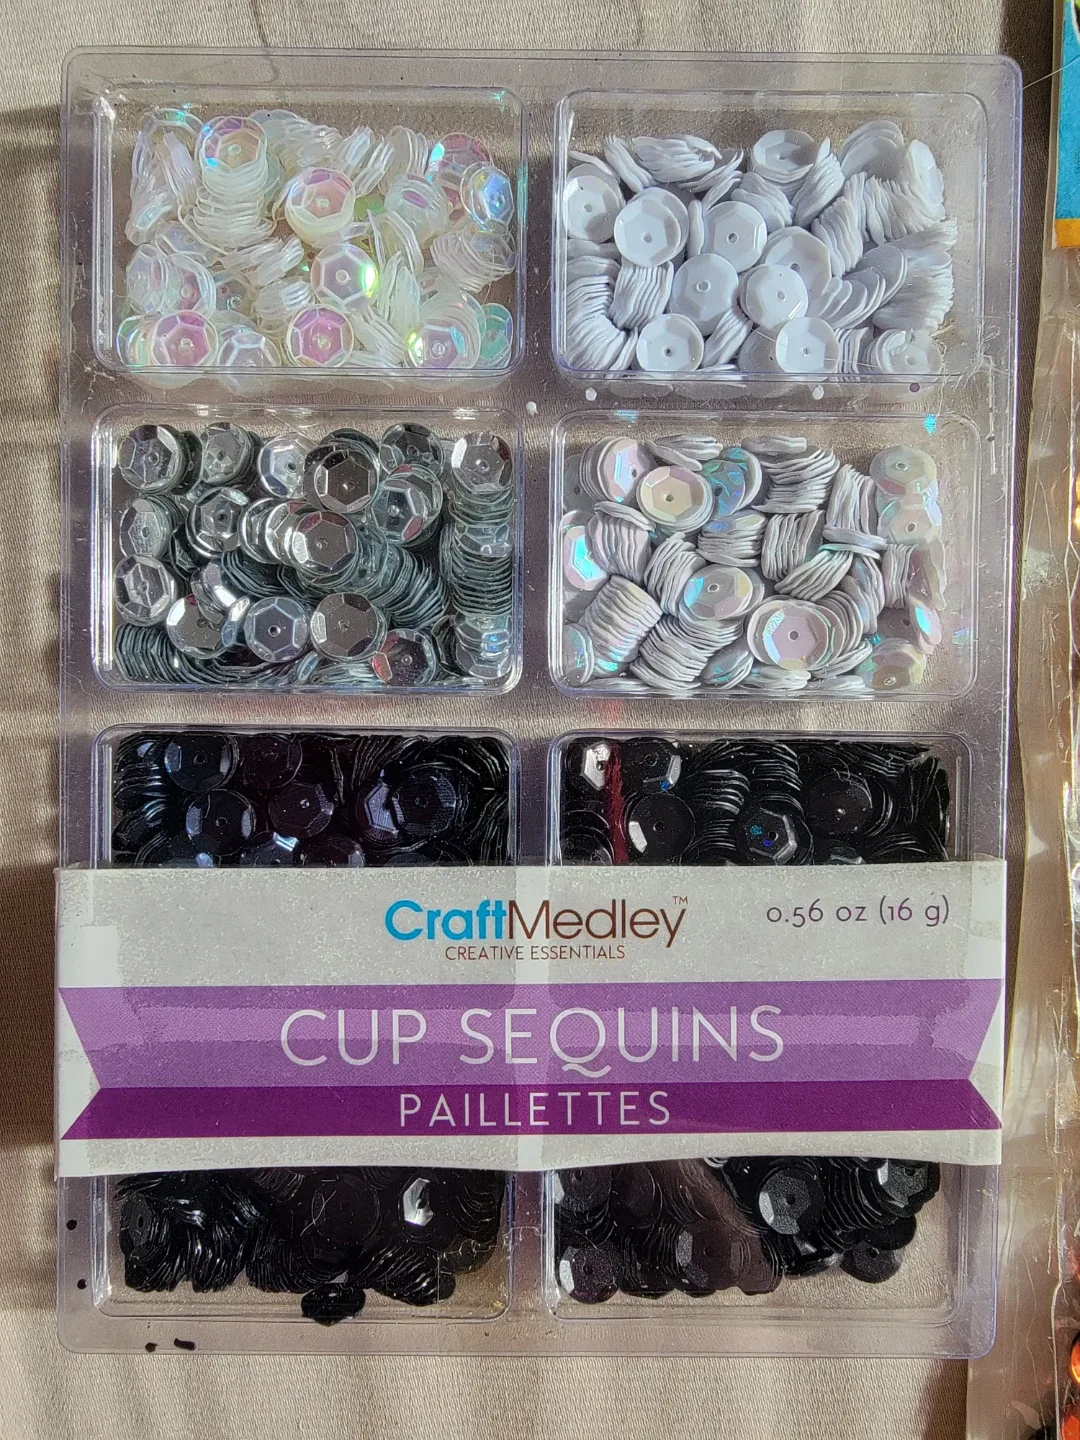 CraftMedley™
0.56 oz (16 g)
CREATIVE ESSENTIALS
CUP SEQUINS
PAILLETTES